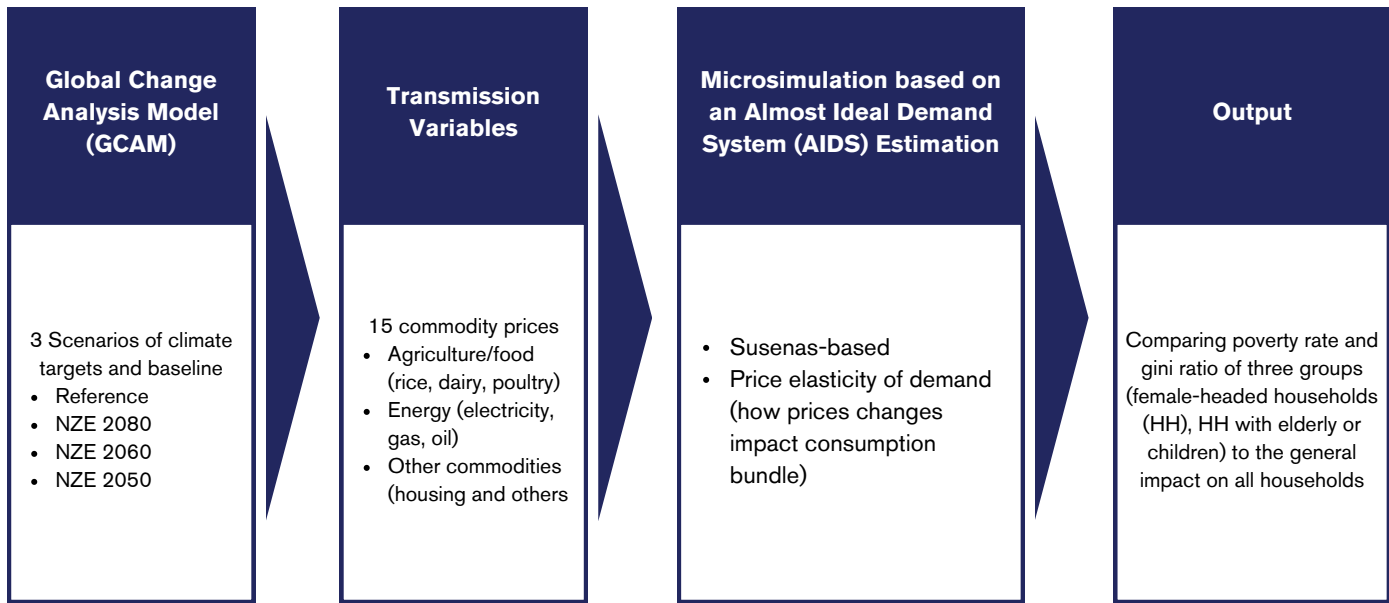 Global Change
Analysis Model
(GCAM)
3 Scenarios of climate
targets and baseline
• Reference
• NZE 2080
• NZE 2060
• NZE 2050
Transmission
Variables
15 commodity prices
• Agriculture/food
(rice, dairy, poultry)
• Energy (electricity,
gas, oil)
• Other commodities
(housing and others
Microsimulation based on
an Almost Ideal Demand
System (AIDS) Estimation
• Susenas-based
• Price elasticity of demand
(how prices changes
impact consumption
bundle)
Output
Comparing poverty rate and
gini ratio of three groups
(female-headed households
(HH), HH with elderly or
children) to the general
impact on all households